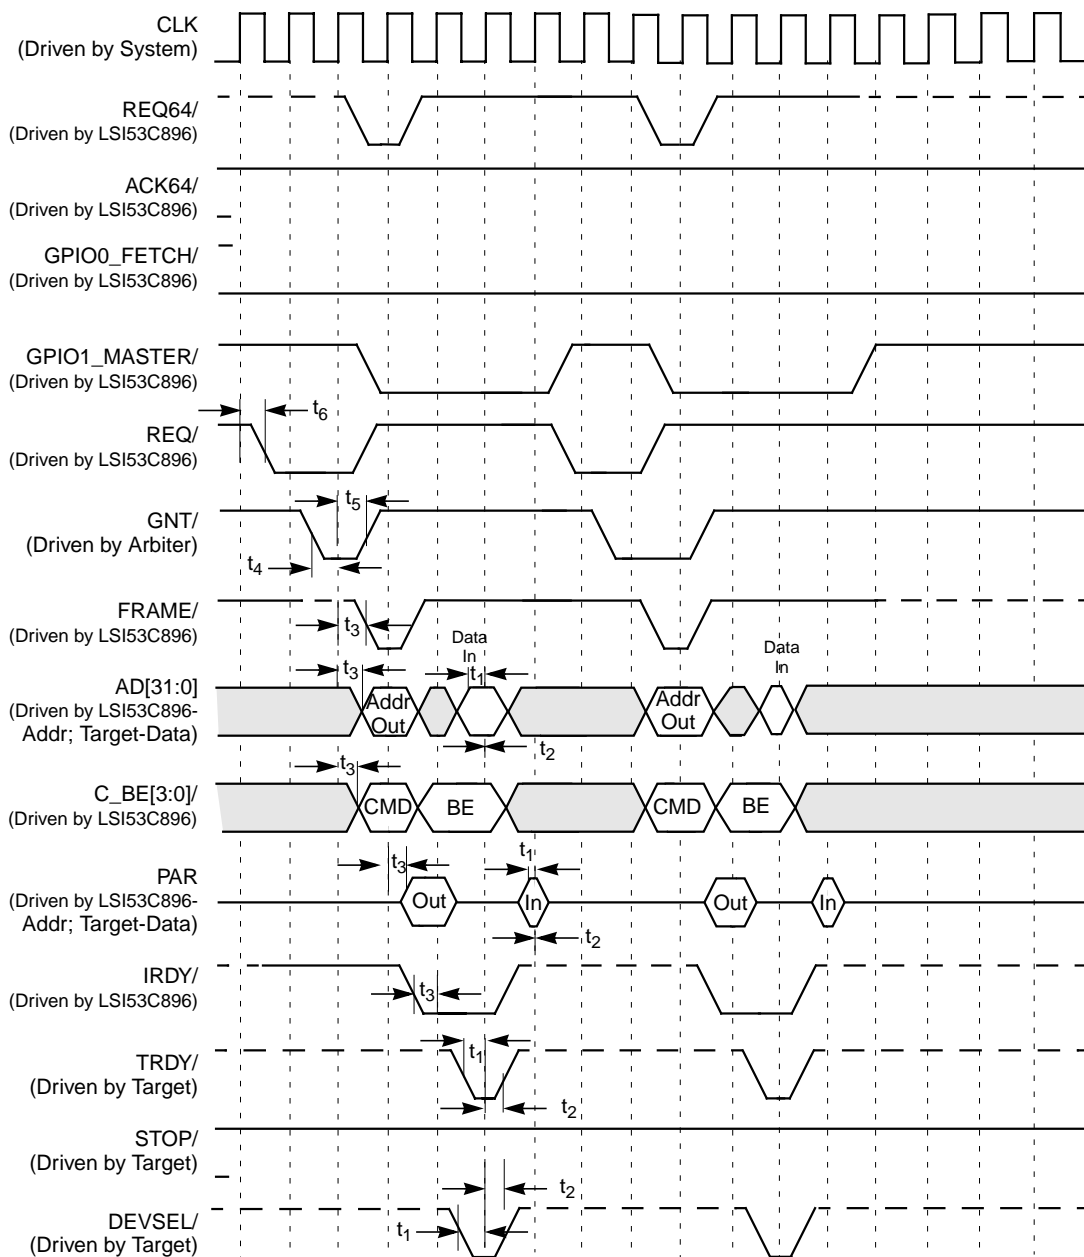 CLK
(Driven by System)
REQ64/
(Driven by LSI53C896)
ACK64/
(Driven by LSI53C896)
GPIO0_FETCH/
(Driven by LSI53C896)
GPIO1_MASTER/
(Driven by LSI53C896)
t6
REQ/
(Driven by LSI53C896)
t5
GNT/
(Driven by Arbiter)
t4
FRAME/
(Driven by LSI53C896)
t3
Data
In
Data
In
t3
t1
AD[31:0]
(Driven by LSI53C896-
Addr; Target-Data)
Addr
Out
Addr
Out
t2
t3
C_BE[3:0]/
(Driven by LSI53C896)
CMD
BE
CMD
BE
t1
t3
PAR
(Driven by LSI53C896-
Addr; Target-Data)
Out
In
Out
In
t2
IRDY/
(Driven by LSI53C896)
t3
t1
TRDY/
(Driven by Target)
t2
STOP/
(Driven by Target)
t2
DEVSEL/
(Driven by Target)
t1